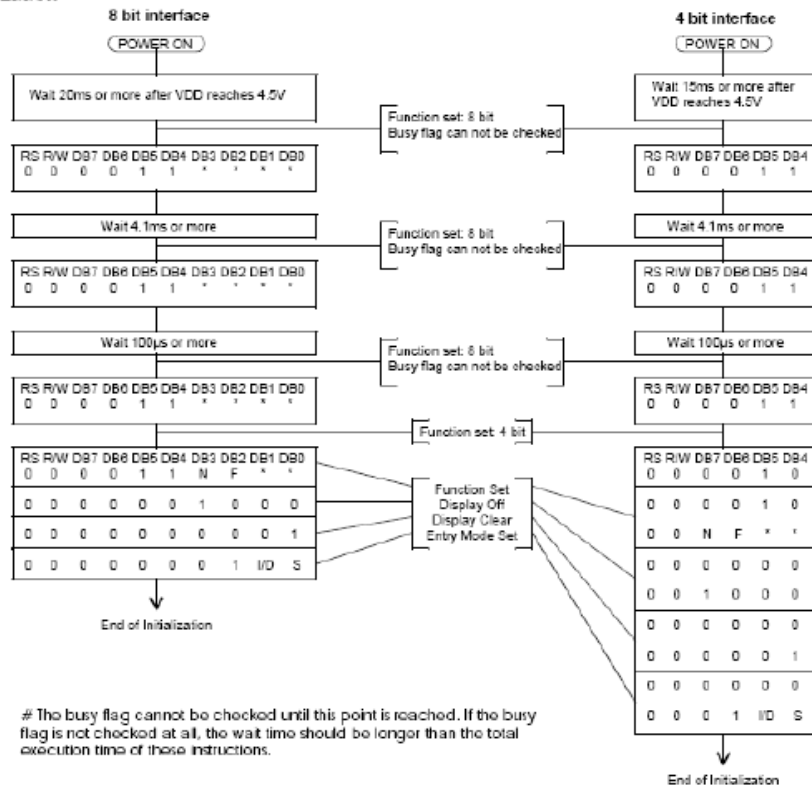 8 bit interface
POWER ON
Wait 20ms or more after VDD reaches 4.5V
RS R/W DB7 DB6 DB5 DB4 DB3 DB2 DB1 DB0
0 0 0 0 1 1 * * * *
Wait 4.1ms or more
RS R/W DB7 DB6 DB5 DB4 DB3 DB2 DB1 DB0
0 0 0 0 1 1 * * * *
Wait 100µs or more
RS R/W DB7 DB6 DB5 DB4 DB3 DB2 DB1 DB0
0 0 0 0 1 1 * * * *
RS R/W DB7 DB6 DB5 DB4 DB3 DB2 DB1 DB0
0 0 0 0 1 1 N F * *
0 0 0 0 0 0 1 0 0 0
0 0 0 0 0 0 0 0 0 1
0 0 0 0 0 0 0 1 I/D S
End of Initialization
Function set: 8 bit
Busy flag can not be checked
Function set: 8 bit
Busy flag can not be checked
Function set: 8 bit
Busy flag can not be checked
Function set: 4 bit
Function Set
Display Off
Display Clear
Entry Mode Set
4 bit interface
POWER ON
Wait 15ms or more after
VDD reaches 4.5V
RS R/W DB7 DB6 DB5 DB4
0 0 0 0 1 1
Wait 4.1ms or more
RS R/W DB7 DB6 DB5 DB4
0 0 0 0 1 1
Wait 100µs or more
RS R/W DB7 DB6 DB5 DB4
0 0 0 0 1 1
RS R/W DB7 DB6 DB5 DB4
0 0 0 0 1 0
0 0 0 0 1 0
0 0 N F * *
0 0 0 0 0 0
0 0 1 0 0 0
0 0 0 0 0 0
0 0 0 0 0 1
0 0 0 0 0 0
0 0 0 1 I/D S
End of Initialization
# The busy flag cannot be checked until this point is reached. If the busy
flag is not checked at all, the wait time should be longer than the total
execution time of these instructions.